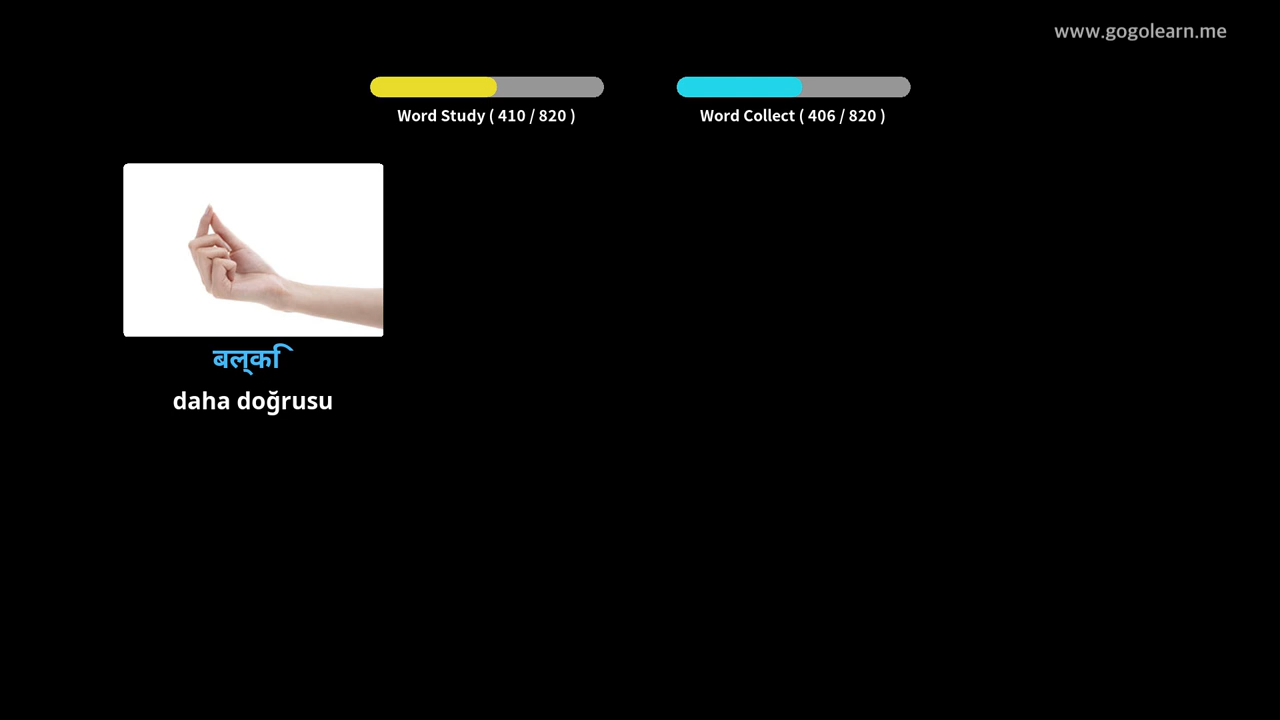 www.gogolearn.me
Word Study ( 410 / 820 )
Word Collect ( 406 / 820 )
बल्कि
daha doğrusu